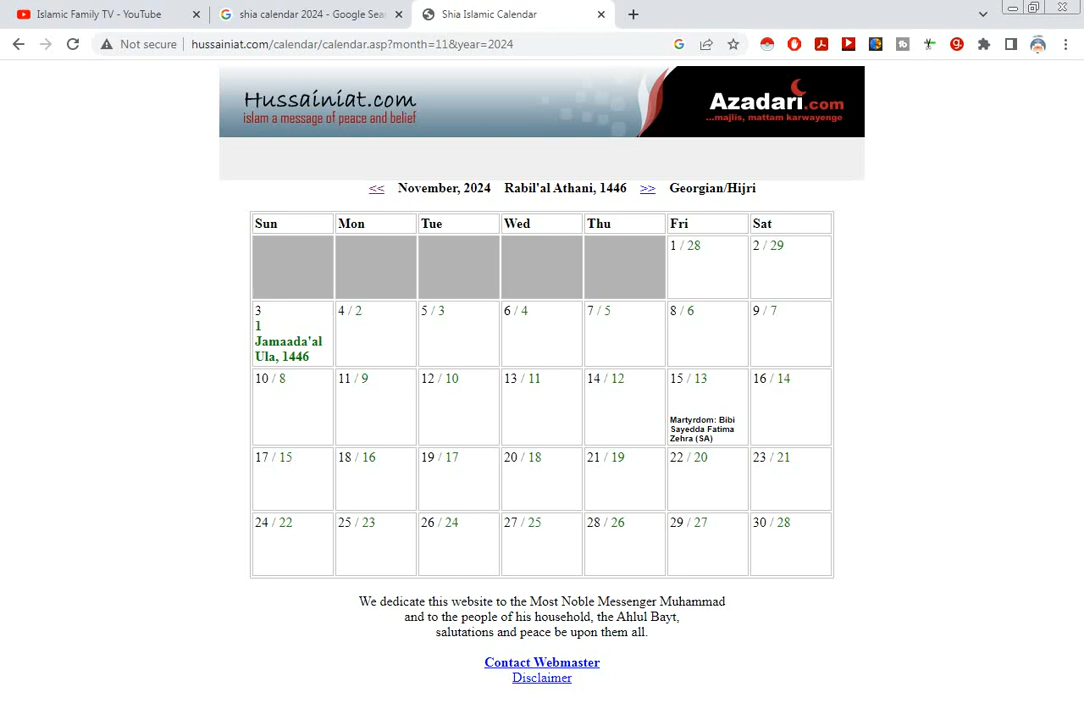 Islamic Family TV - YouTube
shia calendar 2024 - Google Sea
Shia Islamic Calendar
Not secure hussainiat.com/calendar/calendar.asp?month=11&year=2024
Hussainiat.com
islam a message of peace and belief
Azadari.com
...majlis, mattam karwayenge
<< November, 2024 Rabil'al Athani, 1446 >> Georgian/Hijri
Sun Mon Tue Wed Thu Fri Sat
1 / 28 2 / 29
3 4 / 2 5 / 3 6 / 4 7 / 5 8 / 6 9 / 7
1
Jamaada'al
Ula, 1446
10 / 8 11 / 9 12 / 10 13 / 11 14 / 12 15 / 13 16 / 14
Martyrdom: Bibi
Sayedda Fatima
Zehra (SA)
17 / 15 18 / 16 19 / 17 20 / 18 21 / 19 22 / 20 23 / 21
24 / 22 25 / 23 26 / 24 27 / 25 28 / 26 29 / 27 30 / 28
We dedicate this website to the Most Noble Messenger Muhammad
and to the people of his household, the Ahlul Bayt,
salutations and peace be upon them all.
Contact Webmaster
Disclaimer